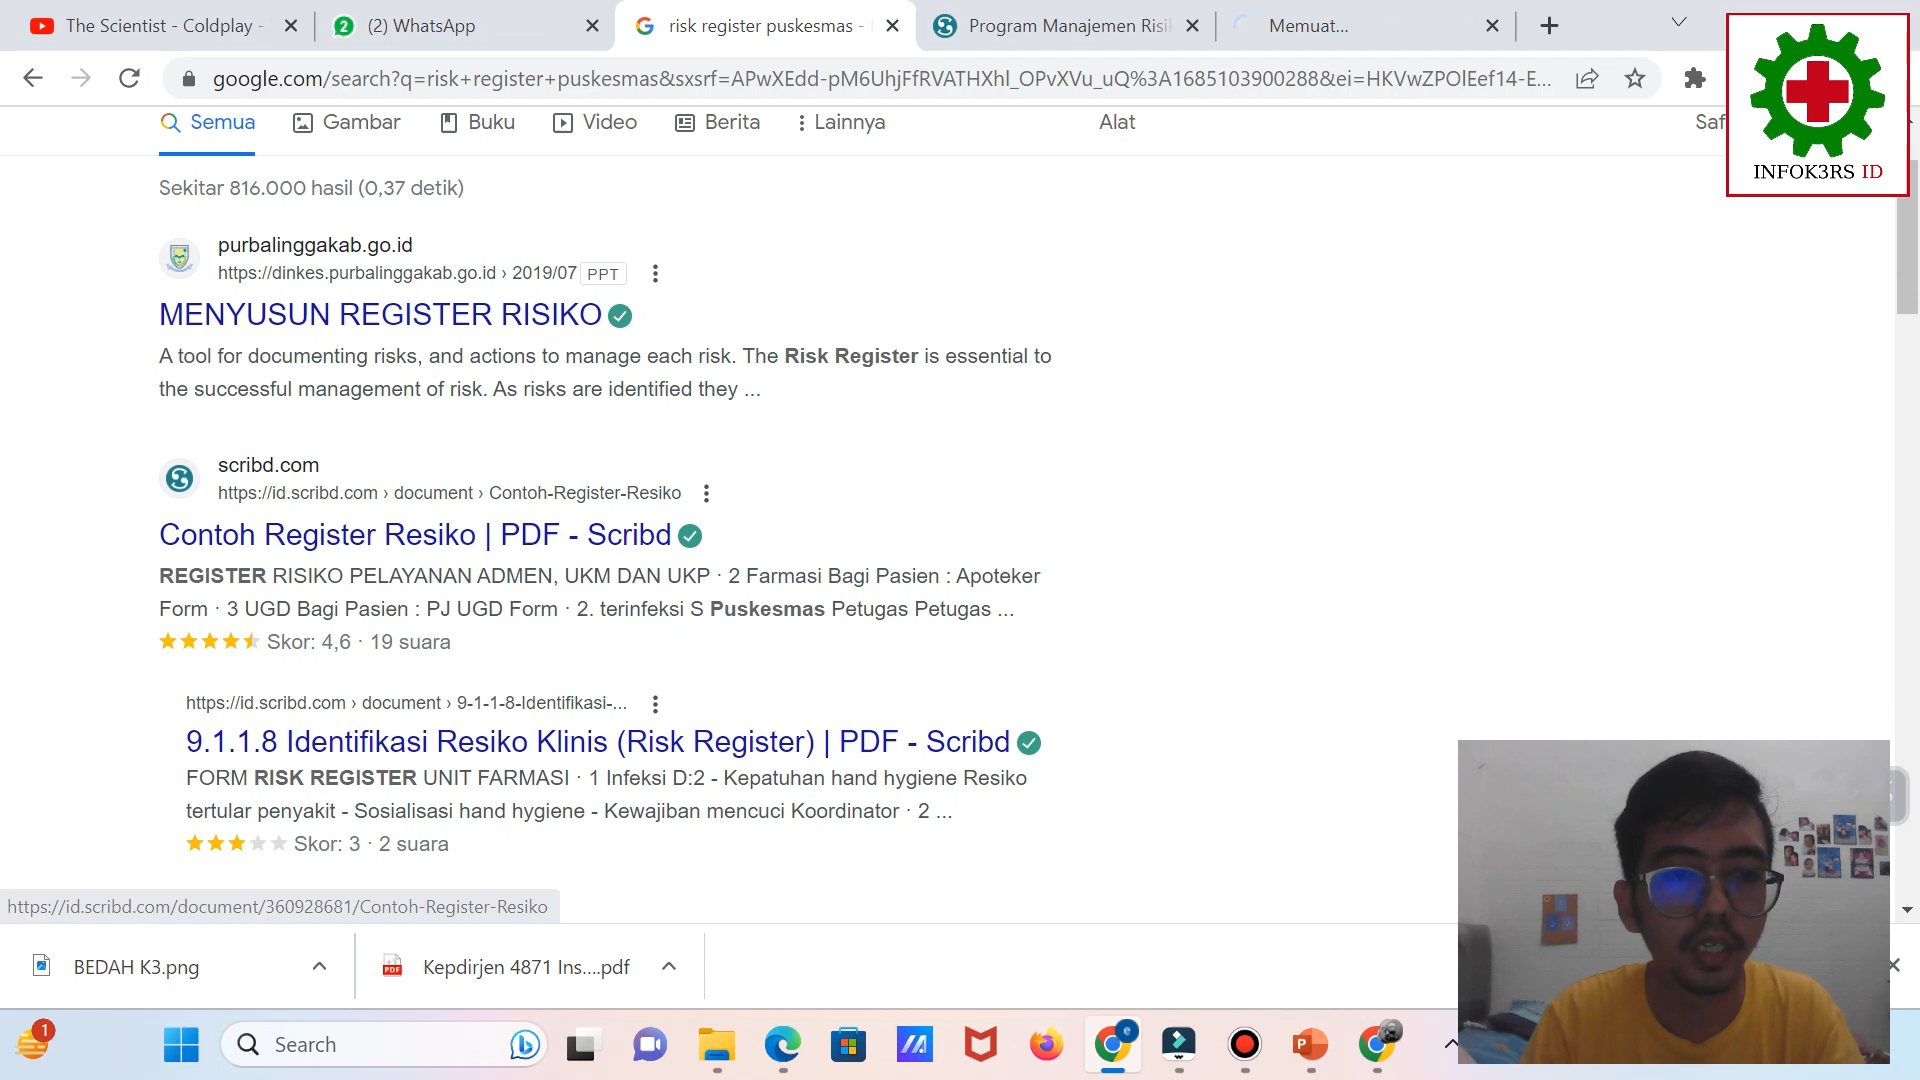 The Scientist - Coldplay -
2
(2) WhatsApp
risk register puskesmas -
Program Manajemen Risi
Memuat...
google.com/search?q=risk+register+puskesmas&sxsrf=APwXEdd-pM6UhjFfRVATHXhl_OPvXVu_uQ%3A1685103900288&ei=HKVwZPOlEef14-E...
INFOK3RS ID
Semua
Gambar
Buku
Video
Berita
Lainnya
Alat
Saf
Sekitar 816.000 hasil (0,37 detik)
purbalinggakab.go.id
https://dinkes.purbalinggakab.go.id › 2019/07 PPT
MENYUSUN REGISTER RISIKO
A tool for documenting risks, and actions to manage each risk. The Risk Register is essential to
the successful management of risk. As risks are identified they ...
scribd.com
https://id.scribd.com › document › Contoh-Register-Resiko
Contoh Register Resiko | PDF - Scribd
REGISTER RISIKO PELAYANAN ADMEN, UKM DAN UKP · 2 Farmasi Bagi Pasien : Apoteker
Form · 3 UGD Bagi Pasien : PJ UGD Form · 2. terinfeksi S Puskesmas Petugas Petugas ...
Skor: 4,6 · 19 suara
https://id.scribd.com › document › 9-1-1-8-Identifikasi-...
9.1.1.8 Identifikasi Resiko Klinis (Risk Register) | PDF - Scribd
FORM RISK REGISTER UNIT FARMASI · 1 Infeksi D:2 - Kepatuhan hand hygiene Resiko
tertular penyakit - Sosialisasi hand hygiene - Kewajiban mencuci Koordinator · 2 ...
Skor: 3 · 2 suara
https://id.scribd.com/document/360928681/Contoh-Register-Resiko
BEDAH K3.png
PDF
Kepdirjen 4871 Ins....pdf
1
Search
e
P